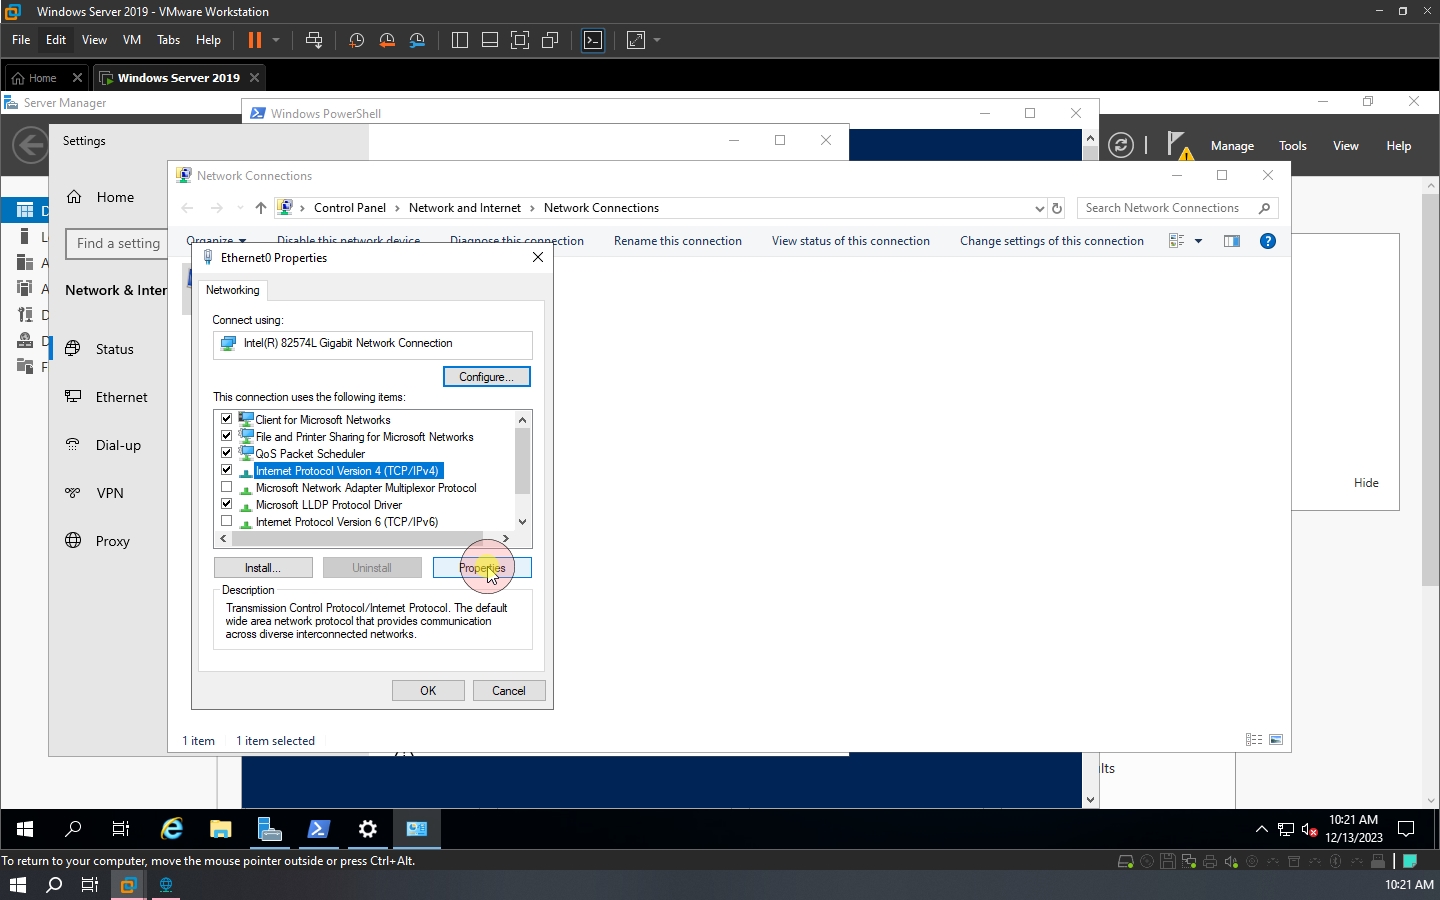 Windows Server 2019 - VMware Workstation
File Edit View VM Tabs Help
Home
Windows Server 2019
Server Manager
Windows PowerShell
Settings
Manage Tools View Help
Network Connections
Home
Control Panel > Network and Internet > Network Connections
Search Network Connections
Find a setting
Organize Disable this network device Diagnose this connection Rename this connection View status of this connection Change settings of this connection
Ethernet0 Properties
Network & Inter
Networking
Connect using:
Intel(R) 82574L Gigabit Network Connection
Status
Configure...
This connection uses the following items:
Ethernet
Client for Microsoft Networks
File and Printer Sharing for Microsoft Networks
Dial-up
QoS Packet Scheduler
Internet Protocol Version 4 (TCP/IPv4)
Microsoft Network Adapter Multiplexor Protocol
VPN
Hide
Microsoft LLDP Protocol Driver
Internet Protocol Version 6 (TCP/IPv6)
Proxy
Install... Uninstall Properties
Description
Transmission Control Protocol/Internet Protocol. The default
wide area network protocol that provides communication
across diverse interconnected networks.
OK Cancel
1 item 1 item selected
lts
10:21 AM
12/13/2023
To return to your computer, move the mouse pointer outside or press Ctrl+Alt.
10:21 AM